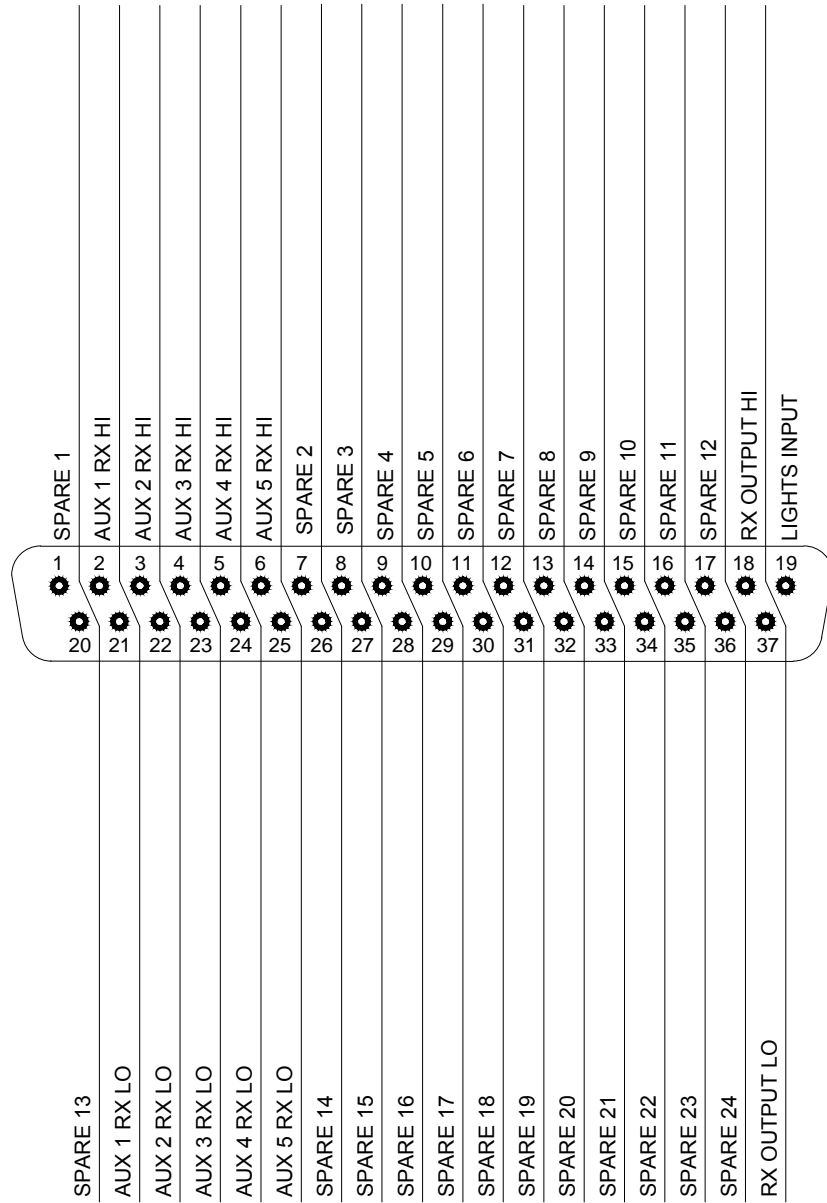 SPARE 1
AUX 1 RX HI
AUX 2 RX HI
AUX 3 RX HI
AUX 4 RX HI
AUX 5 RX HI
SPARE 2
SPARE 3
SPARE 4
SPARE 5
SPARE 6
SPARE 7
SPARE 8
SPARE 9
SPARE 10
SPARE 11
SPARE 12
RX OUTPUT HI
LIGHTS INPUT
1 2 3 4 5 6 7 8 9 10 11 12 13 14 15 16 17 18 19
20 21 22 23 24 25 26 27 28 29 30 31 32 33 34 35 36 37
SPARE 13
AUX 1 RX LO
AUX 2 RX LO
AUX 3 RX LO
AUX 4 RX LO
AUX 5 RX LO
SPARE 14
SPARE 15
SPARE 16
SPARE 17
SPARE 18
SPARE 19
SPARE 20
SPARE 21
SPARE 22
SPARE 23
SPARE 24
RX OUTPUT LO